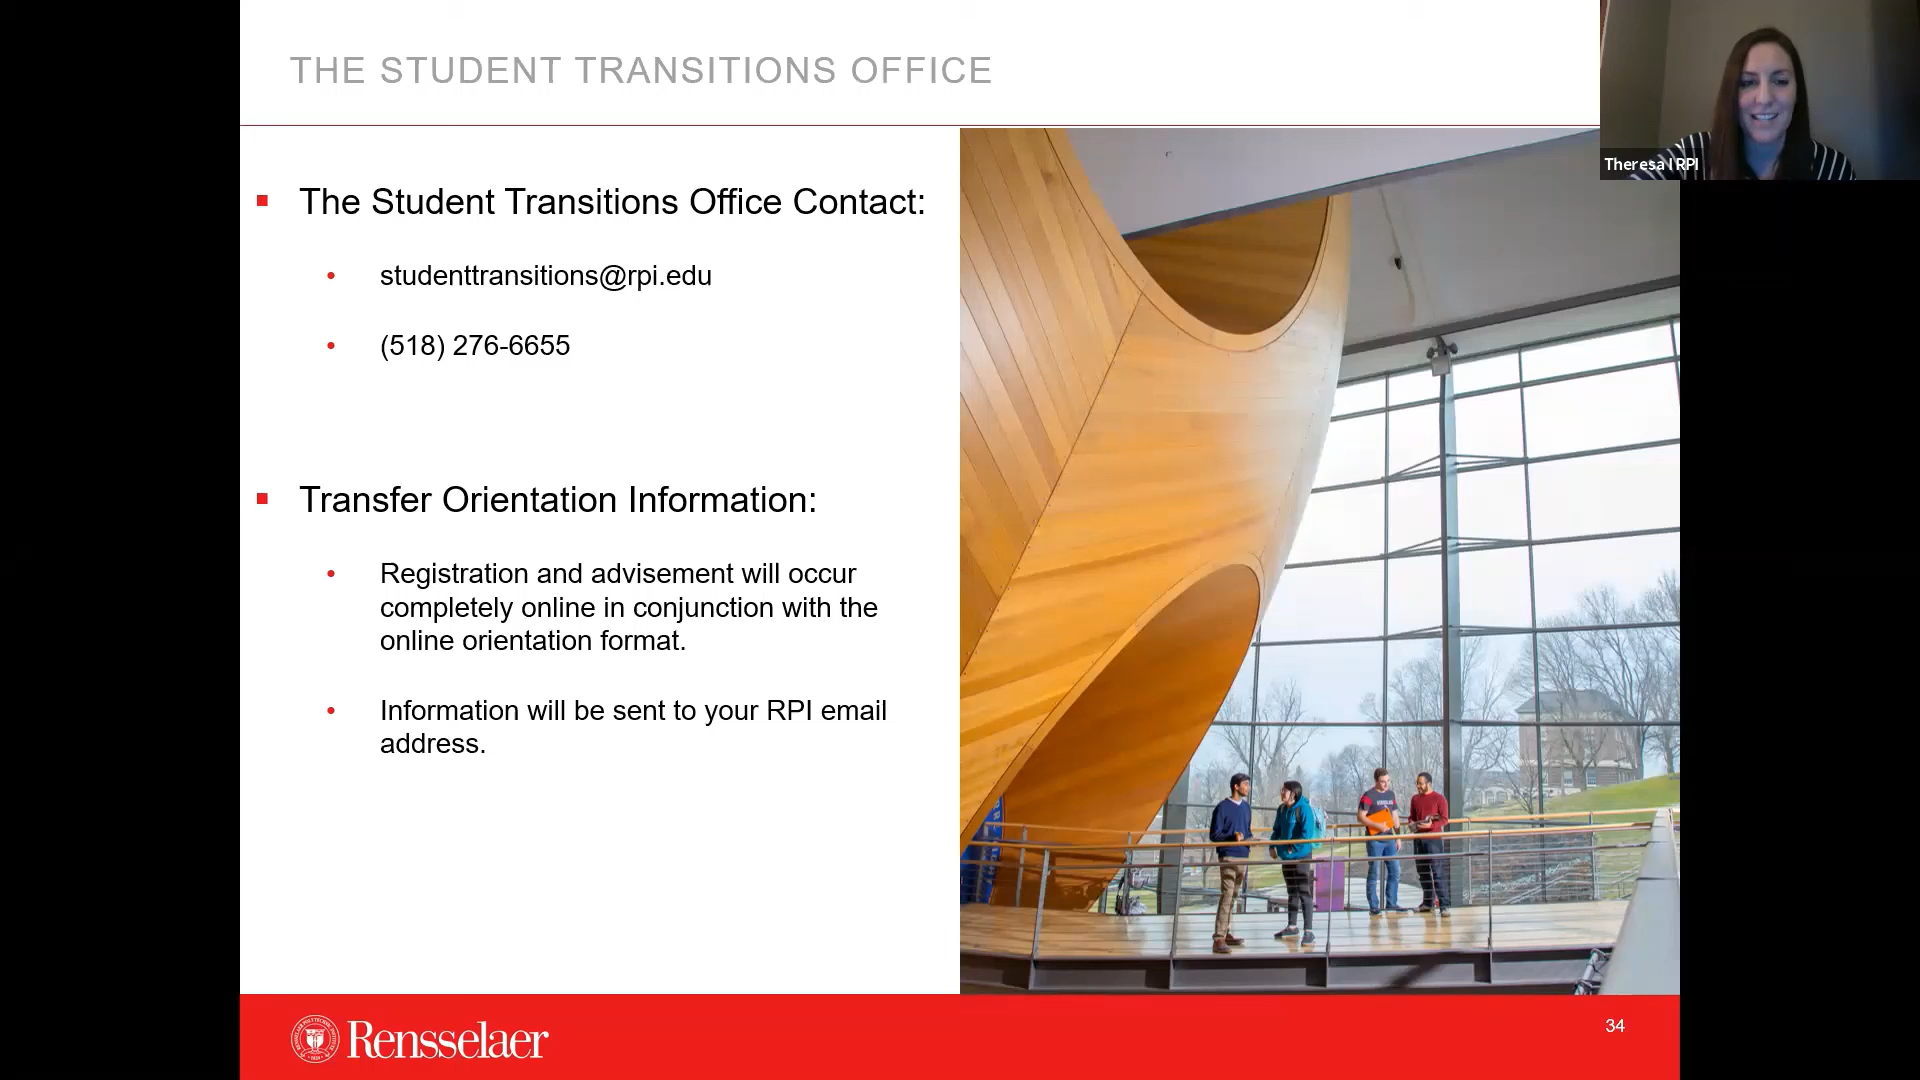 THE STUDENT TRANSITIONS OFFICE
Theresa l RPI
▪ The Student Transitions Office Contact:
• studenttransitions@rpi.edu
• (518) 276-6655
▪ Transfer Orientation Information:
• Registration and advisement will occur
completely online in conjunction with the
online orientation format.
• Information will be sent to your RPI email
address.
Rensselaer
34